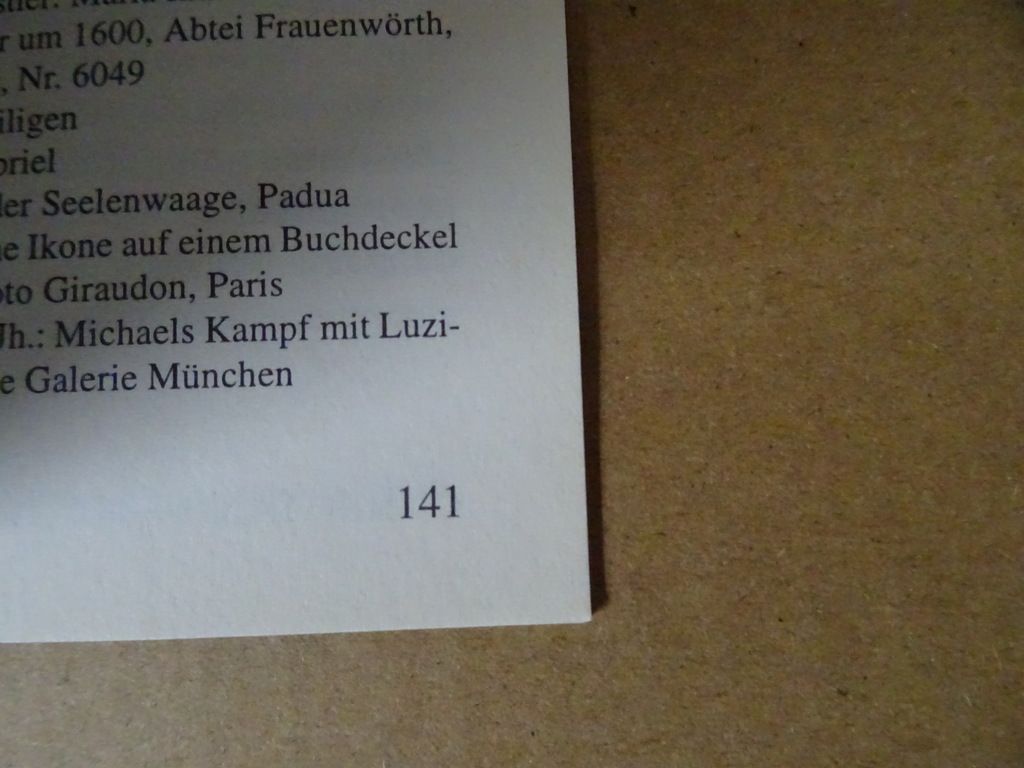 um 1600, Abtei Frauenwörth,
, Nr. 6049
iligen
briel
der Seelenwaage, Padua
e Ikone auf einem Buchdeckel
oto Giraudon, Paris
Jh.: Michaels Kampf mit Luzi-
e Galerie München
141